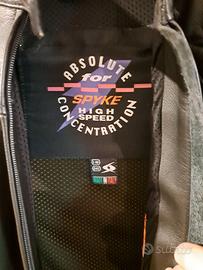 ABSOLUTE
for
SPYKE
HIGH
SPEED
CONCENTRATION
subito